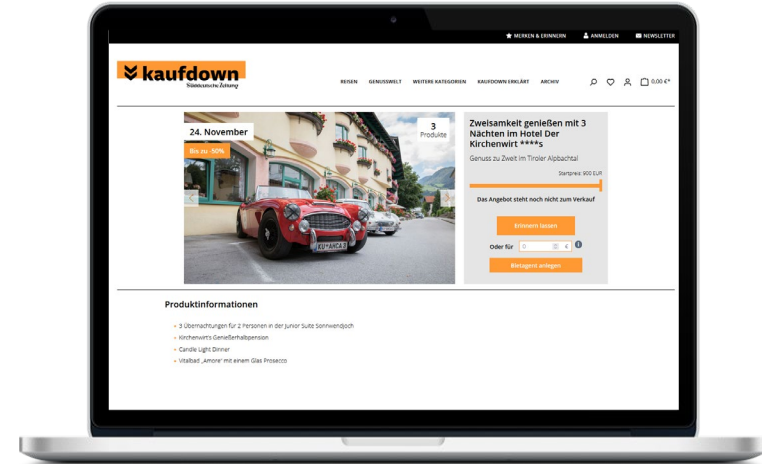 MERKEN & ERINNERN ANMELDEN NEWSLETTER
kaufdown
Süddeutsche Zeitung
REISEN GENUSSWELT WEITERE KATEGORIEN KAUFDOWN ERKLÄRT ARCHIV 0,00 €*
24. November
Bis zu -50%
3
Produkte
KU ANCA 3
Zweisamkeit genießen mit 3
Nächten im Hotel Der
Kirchenwirt ****s
Genuss zu Zweit im Tiroler Alpbachtal
Startpreis: 900 EUR
Das Angebot steht noch nicht zum Verkauf
Erinnern lassen
Oder für 0 €
Bietagent anlegen
Produktinformationen
3 Übernachtungen für 2 Personen in der Junior Suite Sonnwendjoch
Kirchenwirt's Genießerhalbpension
Candle Light Dinner
Vitalbad „Amore" mit einem Glas Prosecco